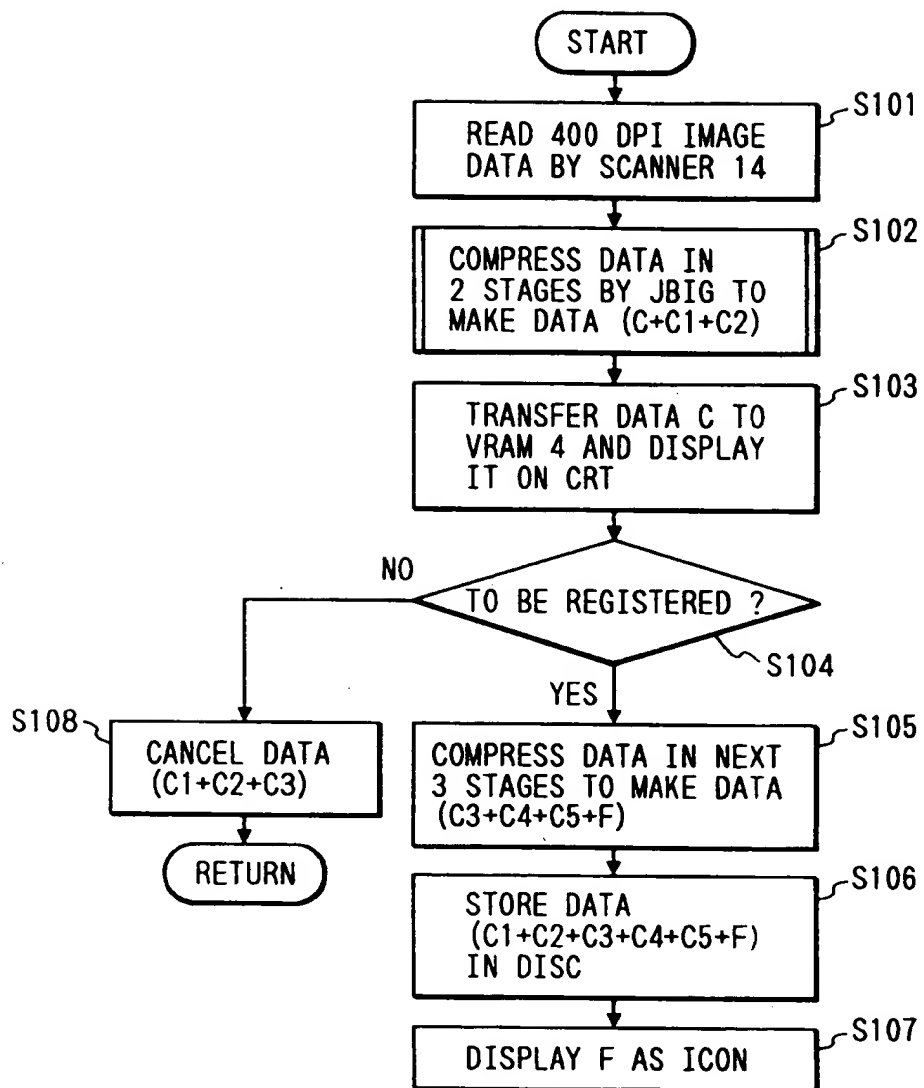 START
S101
READ 400 DPI IMAGE
DATA BY SCANNER 14
S102
COMPRESS DATA IN
2 STAGES BY JBIG TO
MAKE DATA (C+C1+C2)
S103
TRANSFER DATA C TO
VRAM 4 AND DISPLAY
IT ON CRT
NO
TO BE REGISTERED ?
S104
YES
S108
CANCEL DATA
(C1+C2+C3)
RETURN
S105
COMPRESS DATA IN NEXT
3 STAGES TO MAKE DATA
(C3+C4+C5+F)
S106
STORE DATA
(C1+C2+C3+C4+C5+F)
IN DISC
S107
DISPLAY F AS ICON